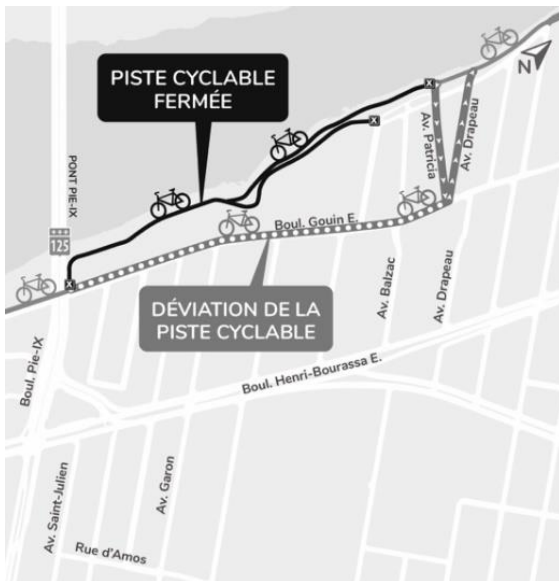 PISTE CYCLABLE
FERMÉE
N
Av. Patricia
Av. Drapeau
PONT PIE-IX
125
Boul. Gouin E.
DÉVIATION DE LA
PISTE CYCLABLE
Av. Balzac
Av. Drapeau
Boul. Pie-IX
Boul. Henri-Bourassa E.
Av. Saint-Julien
Av. Garon
Rue d'Amos